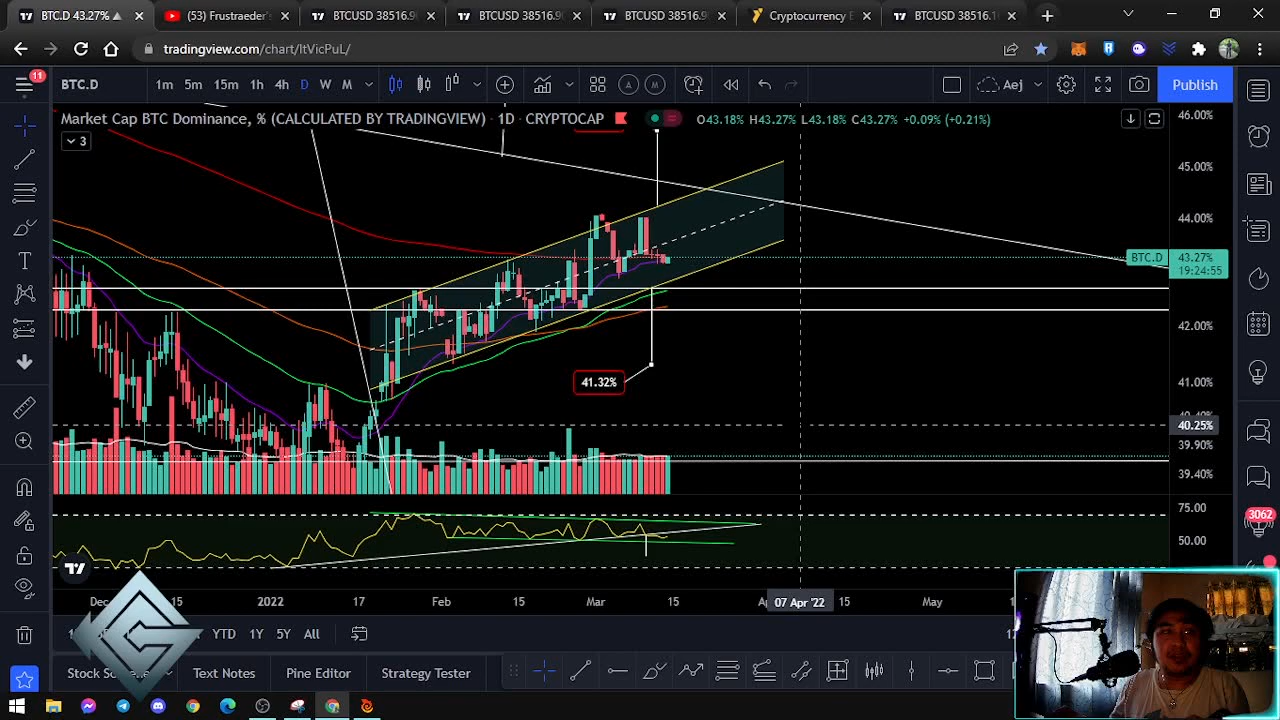 BTC.D 43.27% ▲
(53) Frustraeder's
BTCUSD 38516.9
BTCUSD 38516.9
BTCUSD 38516.9
Cryptocurrency E
BTCUSD 38516.1
tradingview.com/chart/ltVicPuL/
11
BTC.D
1m 5m 15m 1h 4h D W M
A M
Aej
Publish
Market Cap BTC Dominance, % (CALCULATED BY TRADINGVIEW) · 1D · CRYPTOCAP
O43.18% H43.27% L43.18% C43.27% +0.09% (+0.21%)
3
46.00%
45.00%
44.00%
BTC.D 43.27%
19:24:55
42.00%
41.32%
41.00%
40.25%
39.90%
39.40%
75.00
3062
50.00
Dec 15 2022 17 Feb 15 Mar 15 07 Apr '22 15 May
YTD 1Y 5Y All
Text Notes Pine Editor Strategy Tester